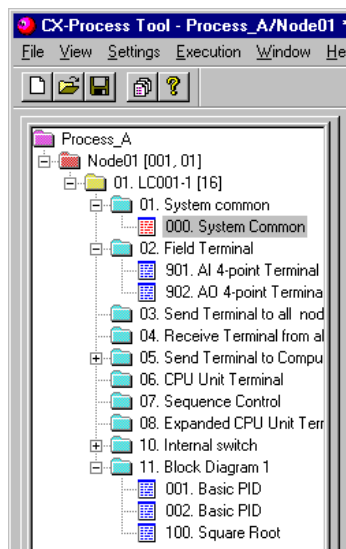 CX-Process Tool - Process_A/Node01
File View Settings Execution Window He
Process_A
Node01 [001, 01]
01. LC001-1 [16]
01. System common
000. System Common
02. Field Terminal
901. AI 4-point Terminal
902. AO 4-point Termina
03. Send Terminal to all nod
04. Receive Terminal from al
05. Send Terminal to Compu
06. CPU Unit Terminal
07. Sequence Control
08. Expanded CPU Unit Terr
10. Internal switch
11. Block Diagram 1
001. Basic PID
002. Basic PID
100. Square Root